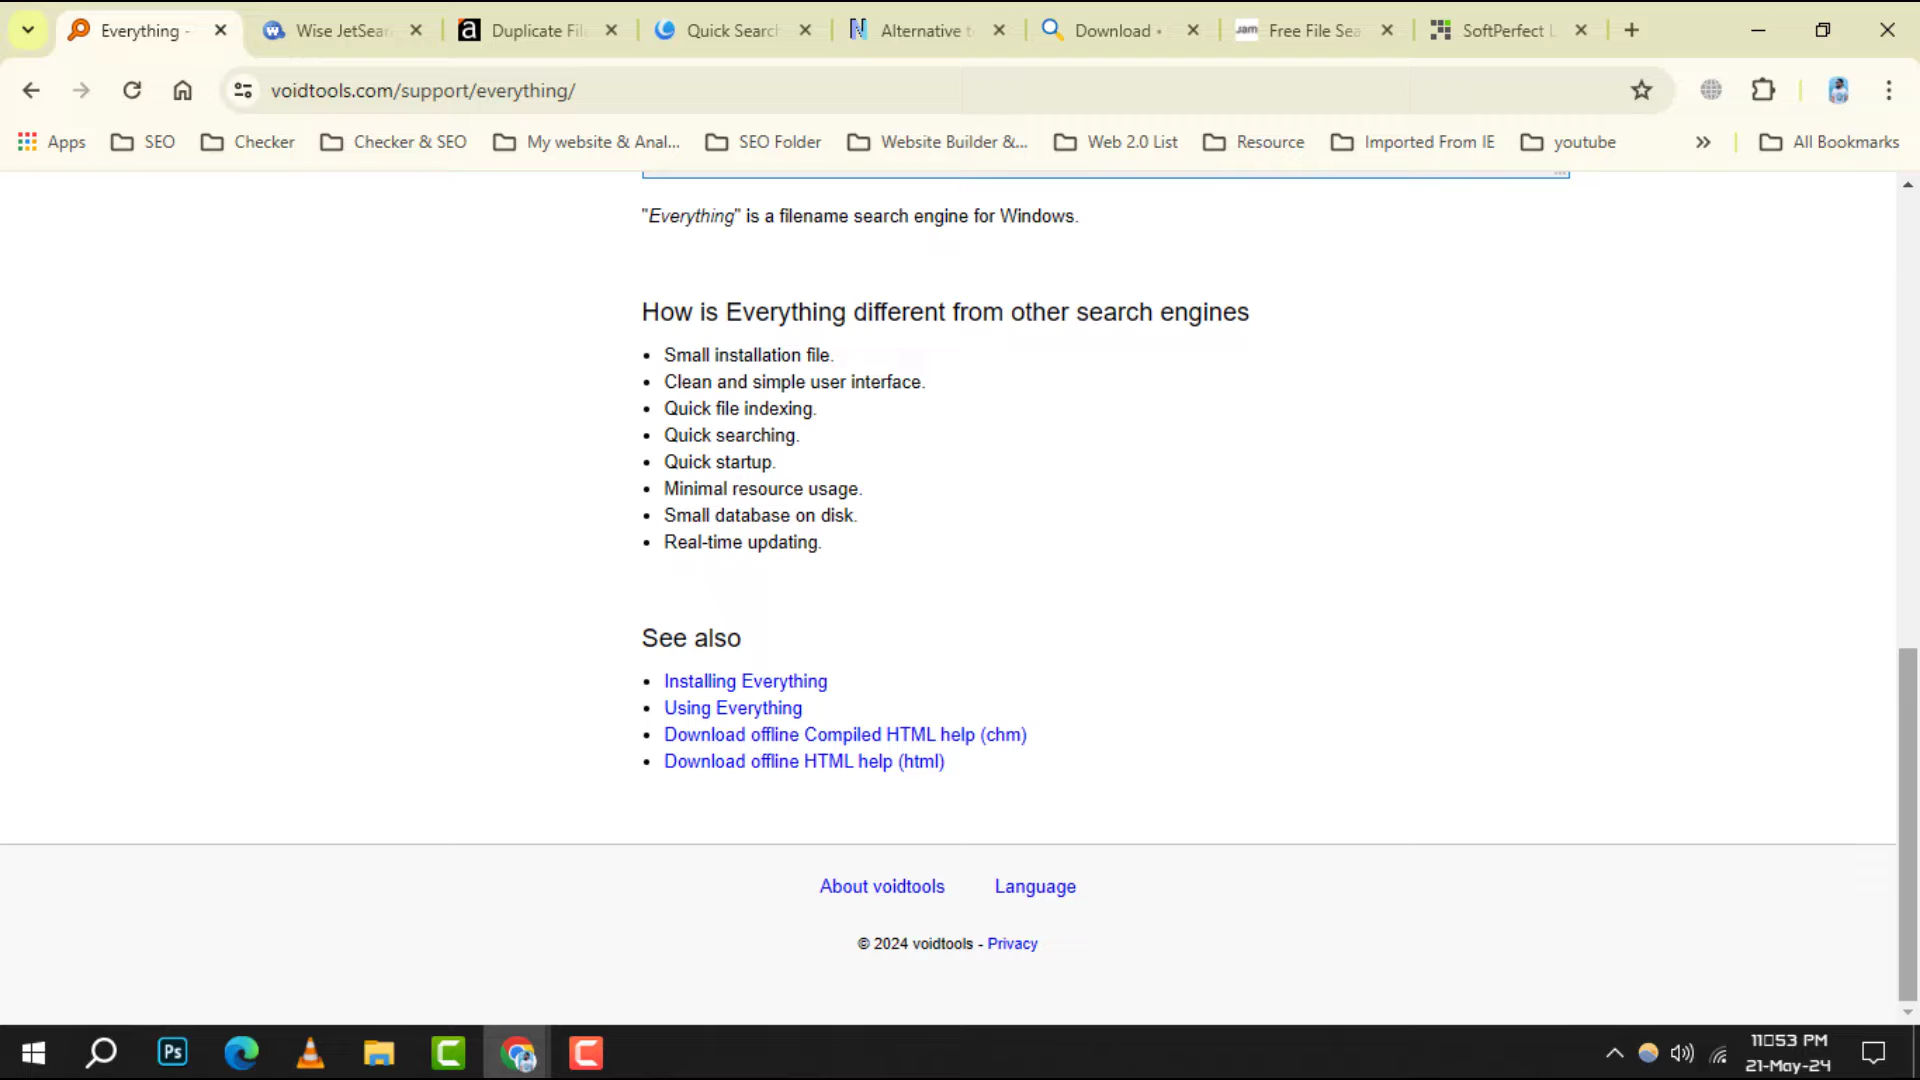 Everything -
Wise JetSear
Duplicate Fil
Quick Search
Alternative t
Download •
Free File Sea
SoftPerfect L
voidtools.com/support/everything/
Apps
SEO
Checker
Checker & SEO
My website & Anal...
SEO Folder
Website Builder &...
Web 2.0 List
Resource
Imported From IE
youtube
All Bookmarks
"Everything" is a filename search engine for Windows.
How is Everything different from other search engines
• Small installation file.
• Clean and simple user interface.
• Quick file indexing.
• Quick searching.
• Quick startup.
• Minimal resource usage.
• Small database on disk.
• Real-time updating.
See also
• Installing Everything
• Using Everything
• Download offline Compiled HTML help (chm)
• Download offline HTML help (html)
About voidtools
Language
© 2024 voidtools - Privacy
Ps
11□53 PM
21-May-24